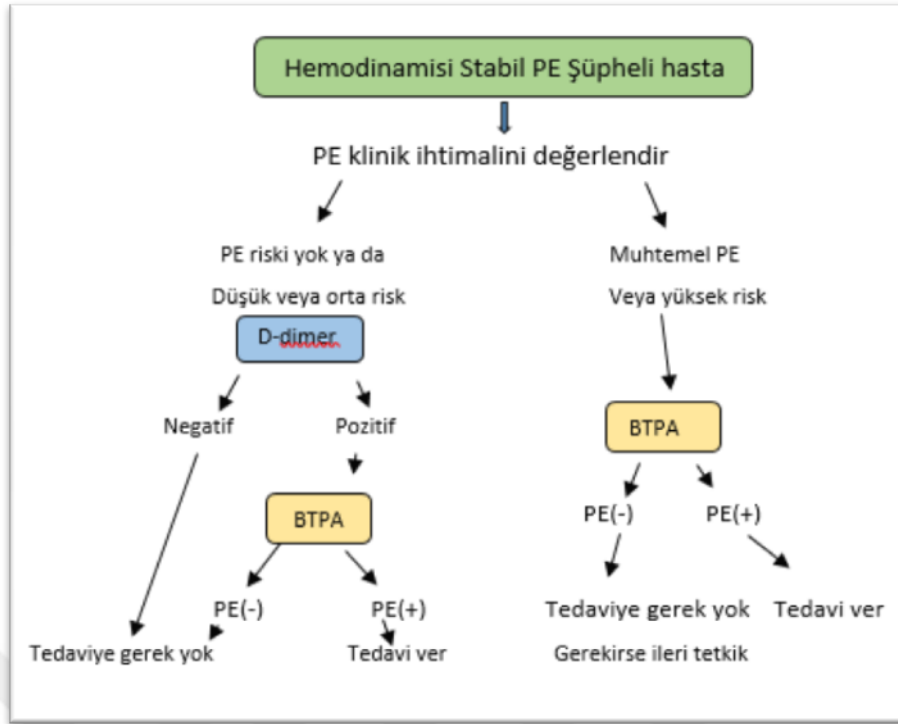 Hemodinamisi Stabil PE Şüpheli hasta
PE klinik ihtimalini değerlendir
PE riski yok ya da
Düşük veya orta risk
D-dimer
Negatif
Pozitif
BTPA
PE(-)
PE(+)
Tedaviye gerek yok
Tedavi ver
Muhtemel PE
Veya yüksek risk
BTPA
PE(-)
PE(+)
Tedaviye gerek yok
Gerekirse ileri tetkik
Tedavi ver